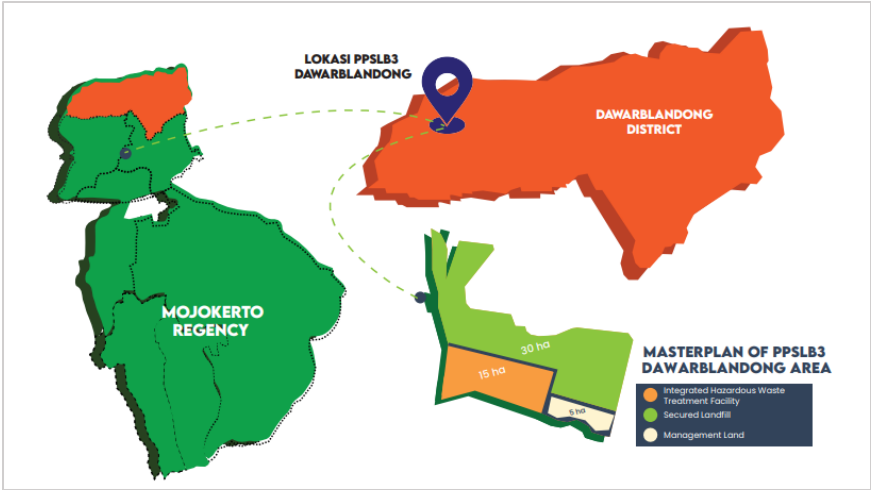 LOKASI PPSLB3
DAWARBLANDONG
DAWARBLANDONG
DISTRICT
MOJOKERTO
REGENCY
30 ha
15 ha
5 ha
MASTERPLAN OF PPSLB3
DAWARBLANDONG AREA
Integrated Hazardous Waste
Treatment Facility
Secured Landfill
Management Land